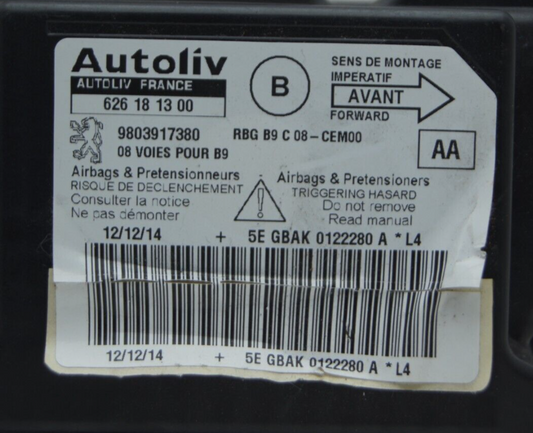 Autoliv
AUTOLIV FRANCE
626 18 13 00
B
SENS DE MONTAGE
IMPERATIF
AVANT
FORWARD
9803917380 RBG B9 C 08-CEM00
08 VOIES POUR B9
AA
Airbags & Pretensionneurs
RISQUE DE DECLENCHEMENT
Consulter la notice
Ne pas démonter
Airbags & Pretensioners
TRIGGERING HASARD
Do not remove
Read manual
12/12/14 + 5E GBAK 0122280 A * L4
12/12/14 + 5E GBAK 0122280 A * L4